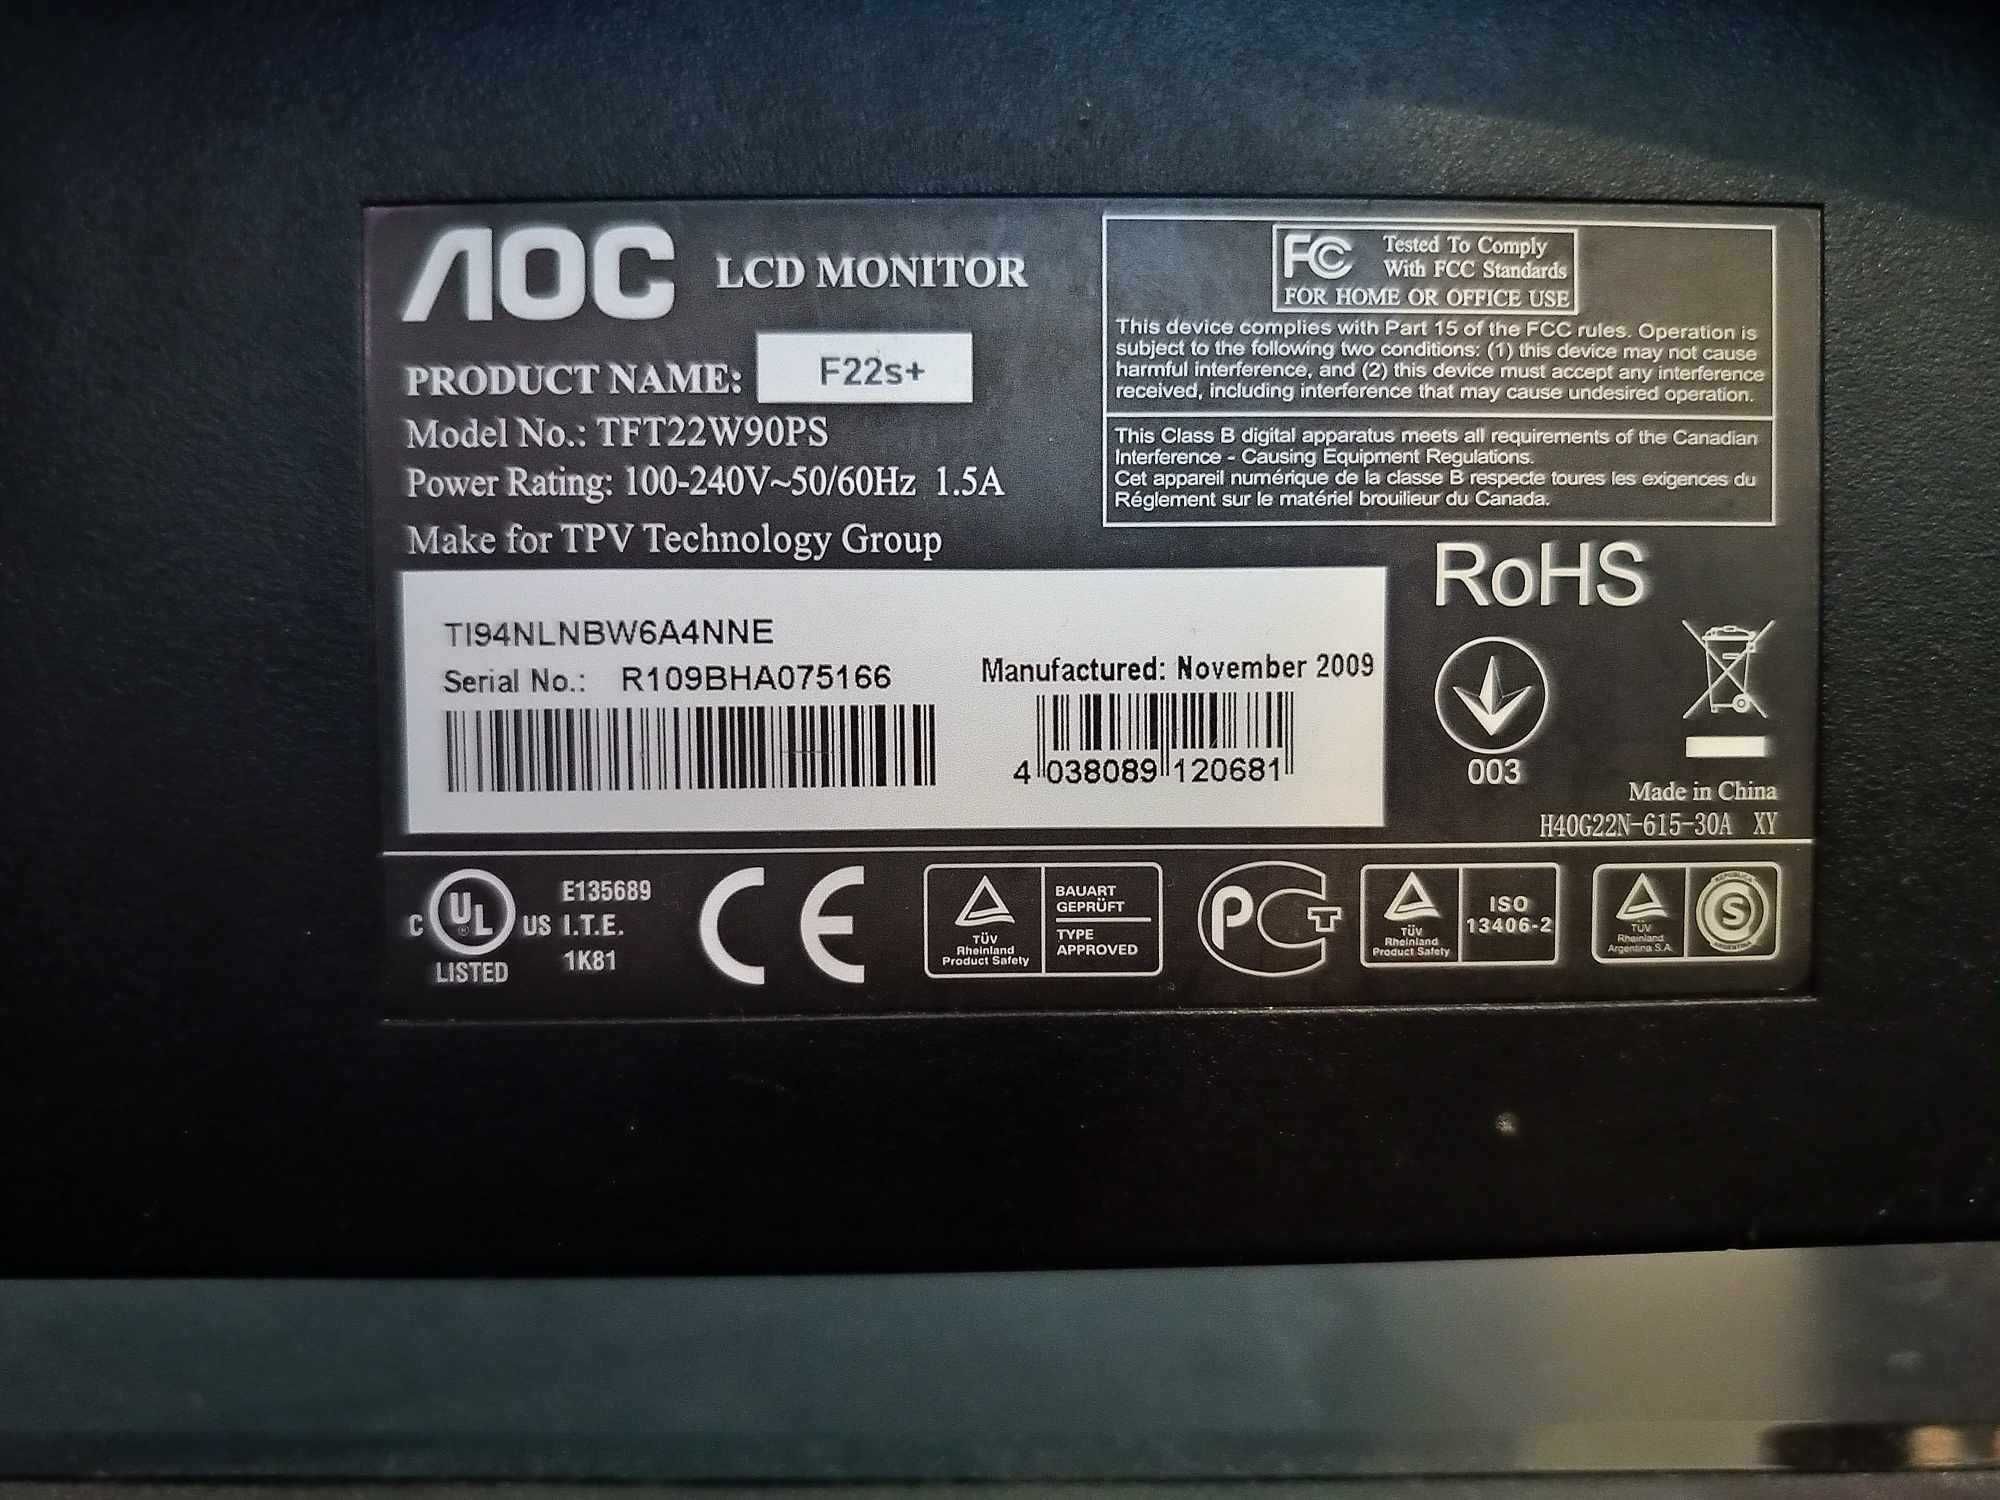 AOC LCD MONITOR
PRODUCT NAME: F22s+
Model No.: TFT22W90PS
Power Rating: 100-240V~50/60Hz 1.5A
Make for TPV Technology Group
FC Tested To Comply
With FCC Standards
FOR HOME OR OFFICE USE
This device complies with Part 15 of the FCC rules. Operation is
subject to the following two conditions: (1) this device may not cause
harmful interference, and (2) this device must accept any interference
received, including interference that may cause undesired operation.
This Class B digital apparatus meets all requirements of the Canadian
Interference - Causing Equipment Regulations.
Cet appareil numérique de la classe B respecte toures les exigences du
Réglement sur le matériel brouilieur du Canada.
TI94NLNBW6A4NNE
Serial No.: R109BHA075166
Manufactured: November 2009
4 038089 120681
RoHS
003
Made in China
H40G22N-615-30A XY
C UL ® US
LISTED
E135689
I.T.E.
1K81
CE
TÜV
Rheinland
Product Safety
BAUART
GEPRÜFT
TYPE
APPROVED
PCT
TÜV
Rheinland
Product Safety
ISO
13406-2
TÜV
Rheinland
Argentina S.A.
REPUBLICA
S
ARGENTINA